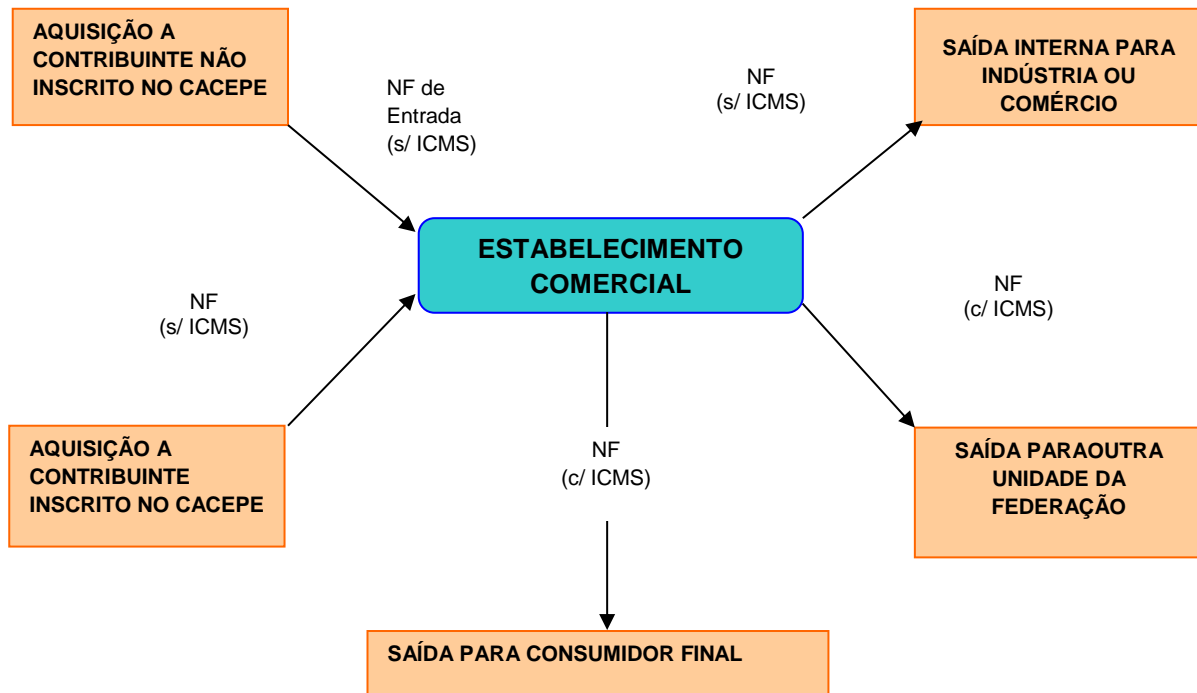 AQUISIÇÃO A
CONTRIBUINTE NÃO
INSCRITO NO CACEPE
NF de
Entrada
(s/ ICMS)
NF
(s/ ICMS)
SAÍDA INTERNA PARA
INDÚSTRIA OU
COMÉRCIO
ESTABELECIMENTO
COMERCIAL
NF
(s/ ICMS)
NF
(c/ ICMS)
AQUISIÇÃO A
CONTRIBUINTE
INSCRITO NO CACEPE
NF
(c/ ICMS)
SAÍDA PARAOUTRA
UNIDADE DA
FEDERAÇÃO
SAÍDA PARA CONSUMIDOR FINAL